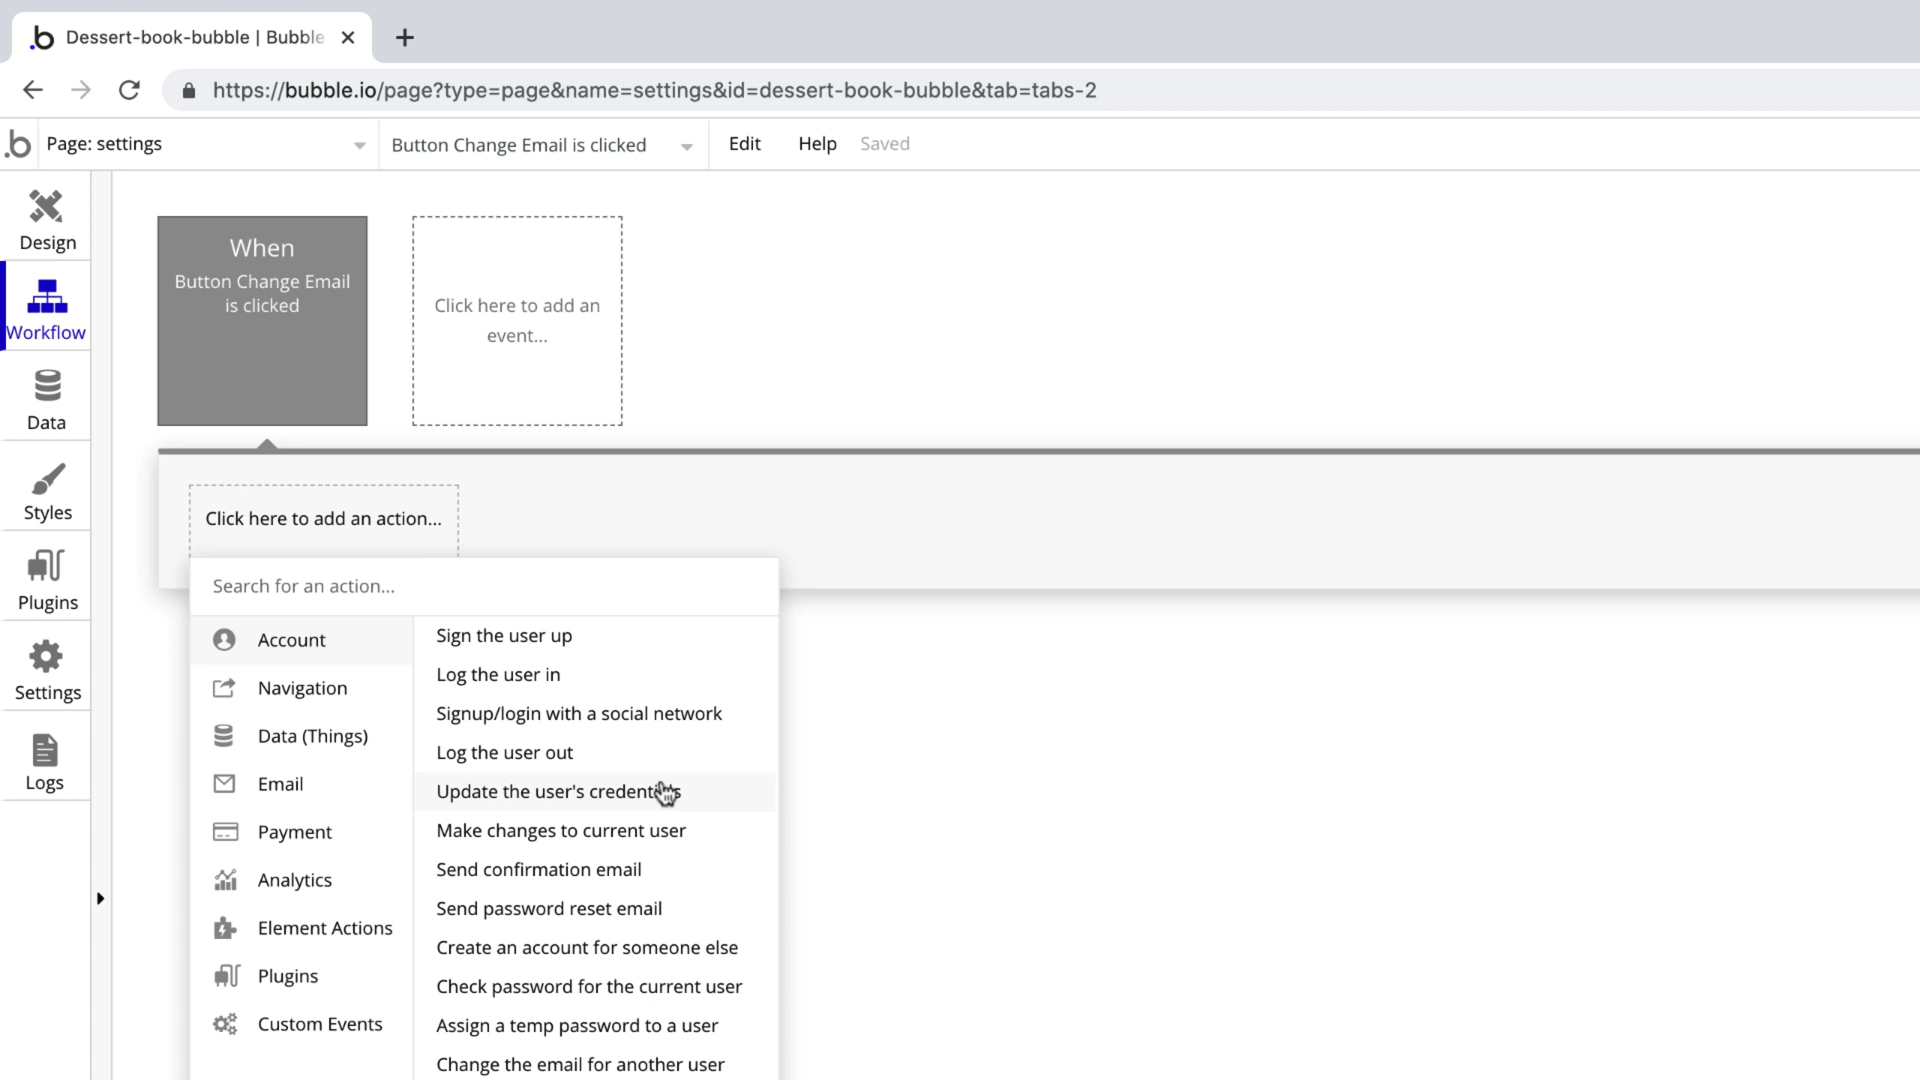 Dessert-book-bubble | Bubble
https://bubble.io/page?type=page&name=settings&id=dessert-book-bubble&tab=tabs-2
Page: settings
Button Change Email is clicked
Edit
Help
Saved
Design
Workflow
Data
Styles
Plugins
Settings
Logs
When
Button Change Email
is clicked
Click here to add an
event...
Click here to add an action...
Search for an action...
Account
Navigation
Data (Things)
Email
Payment
Analytics
Element Actions
Plugins
Custom Events
Sign the user up
Log the user in
Signup/login with a social network
Log the user out
Update the user's credentials
Make changes to current user
Send confirmation email
Send password reset email
Create an account for someone else
Check password for the current user
Assign a temp password to a user
Change the email for another user